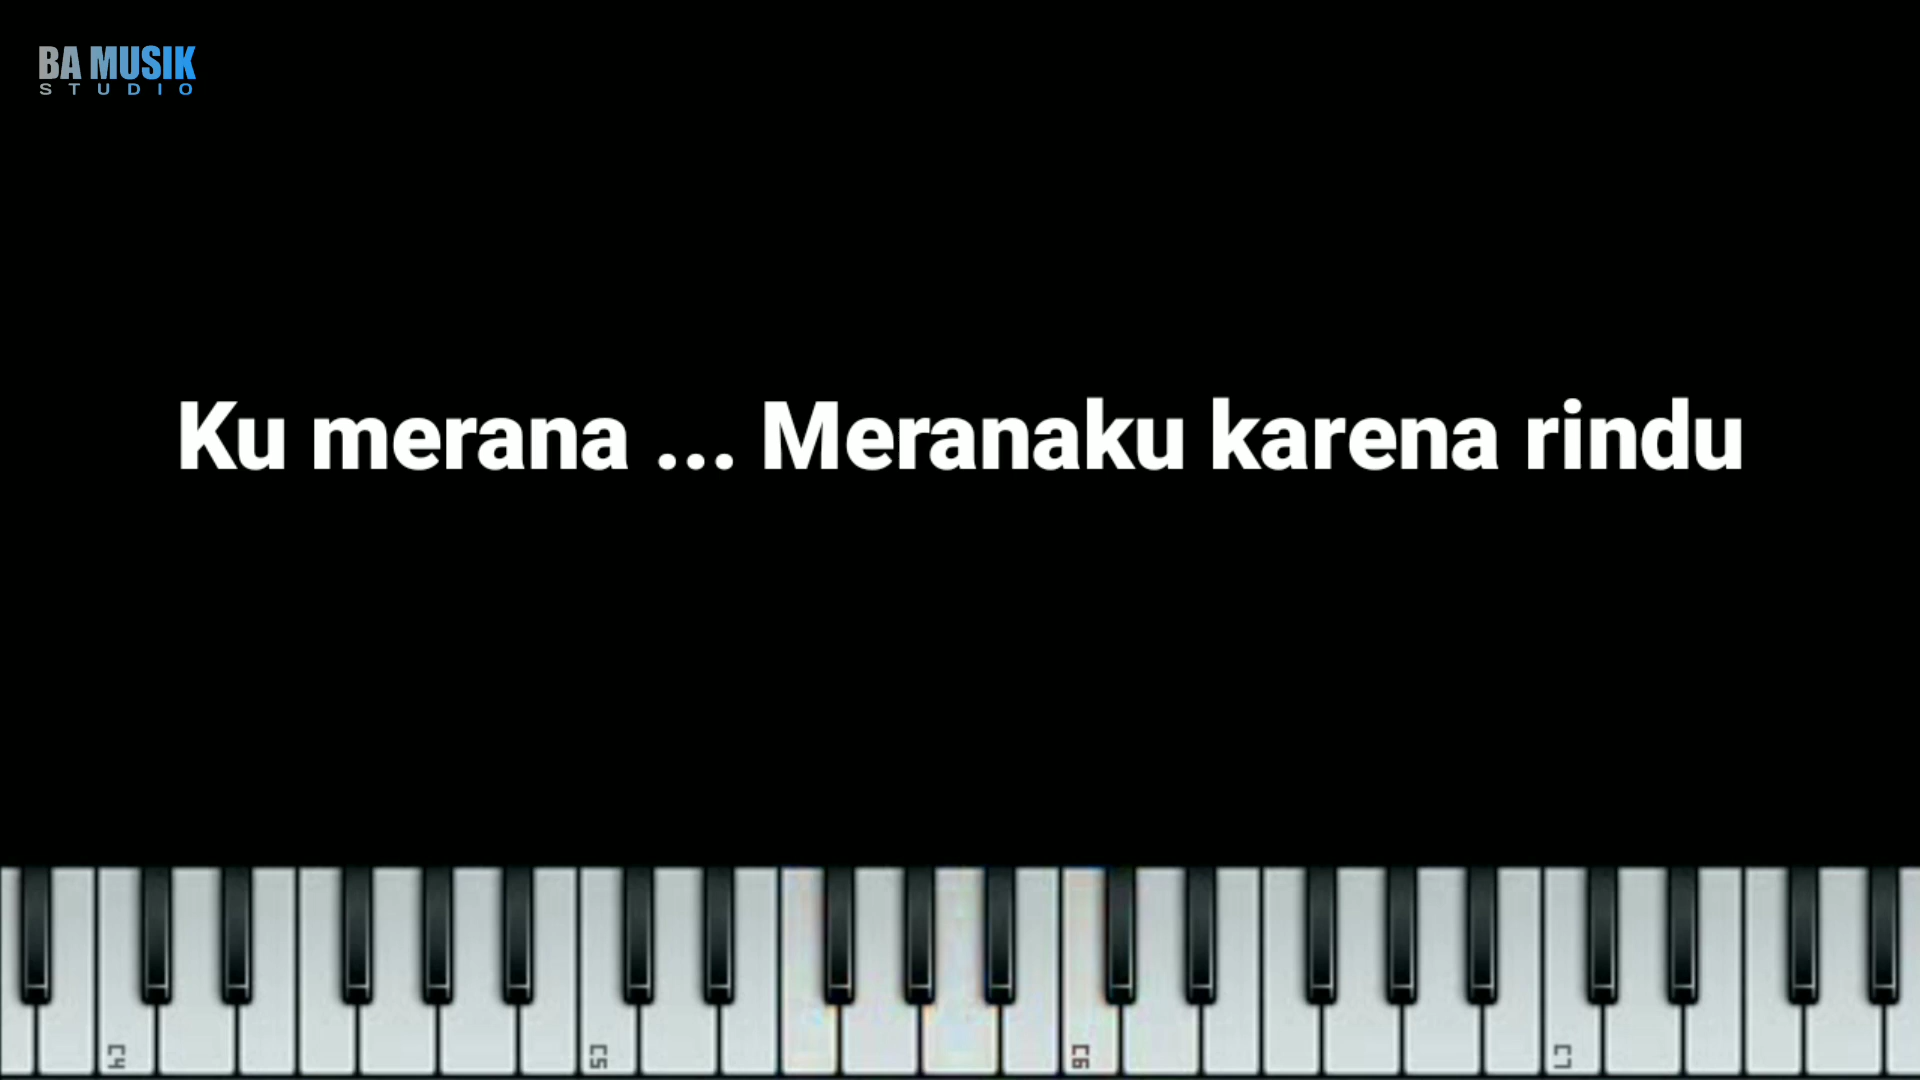 BA MUSIK
STUDIO
Ku merana ... Meranaku karena rindu
C4
C5
C6
C7